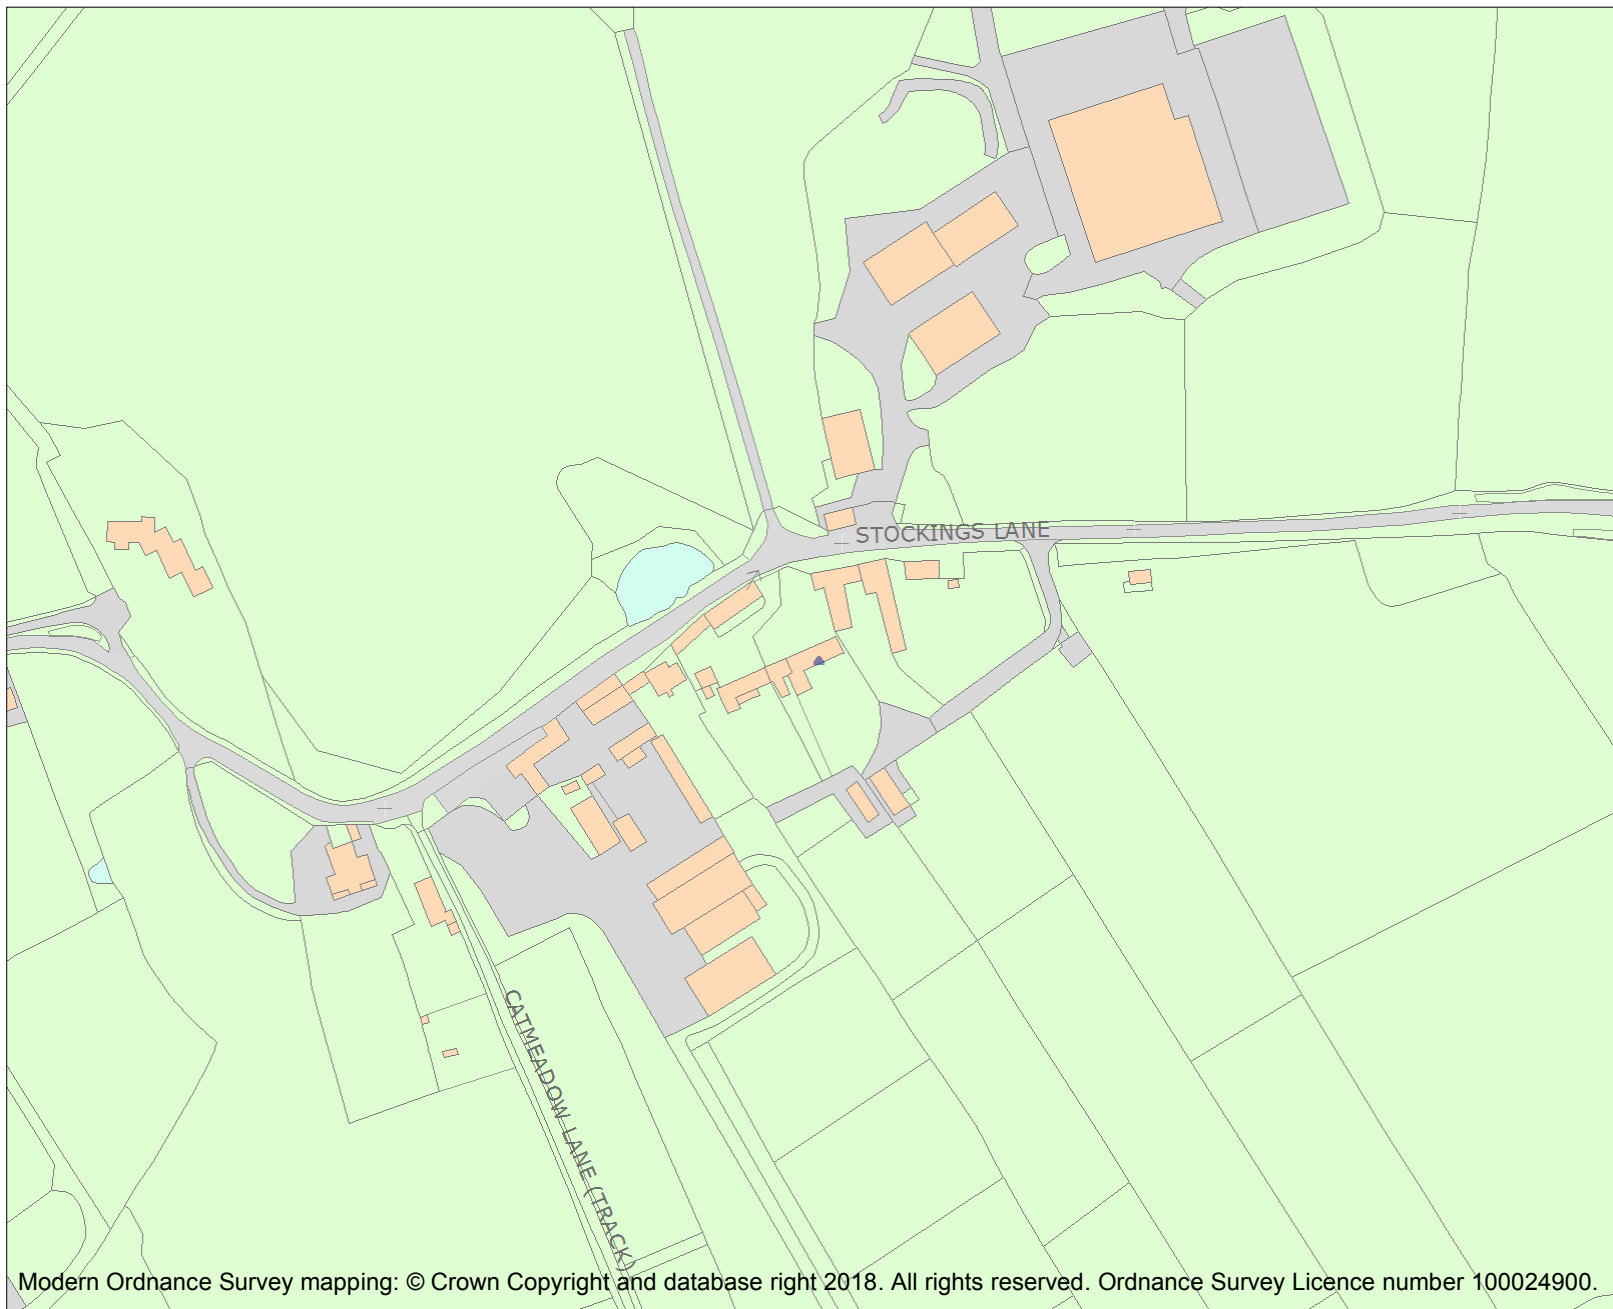 STOCKINGS LANE
CATMEADOW LANE (TRACK)
Modern Ordnance Survey mapping: © Crown Copyright and database right 2018. All rights reserved. Ordnance Survey Licence number 100024900.